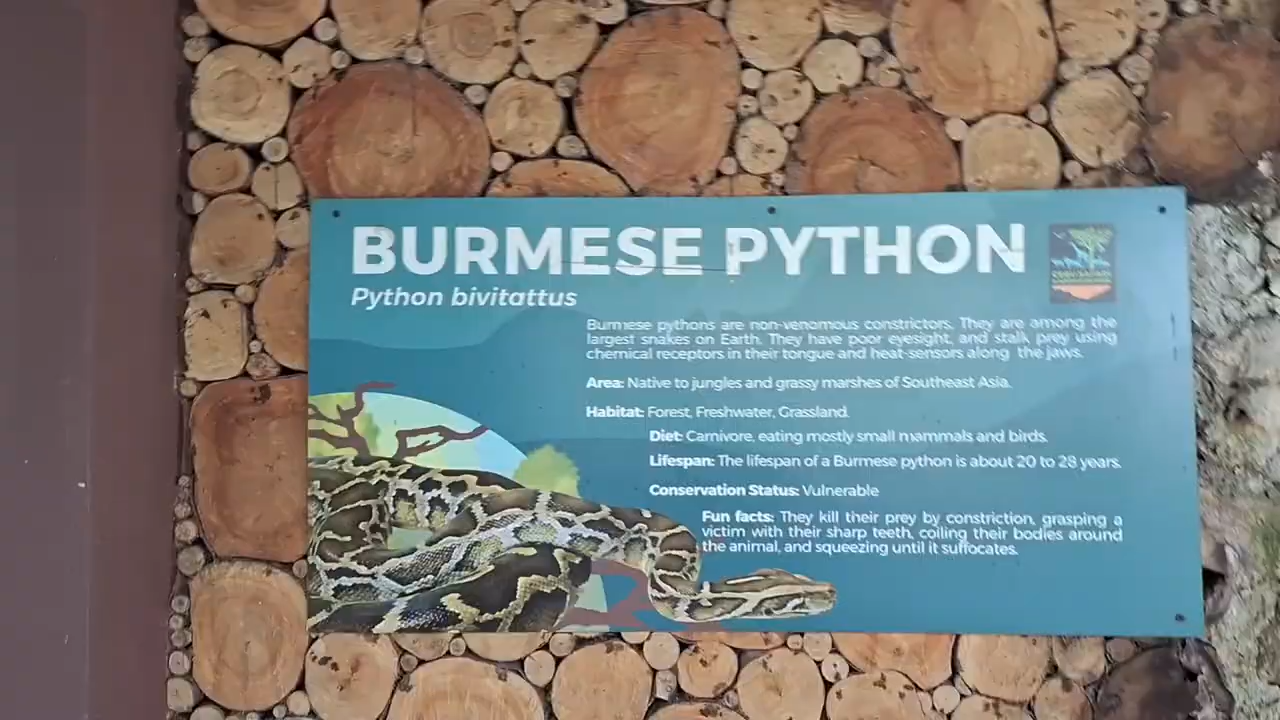 BURMESE PYTHON
Python bivitattus
Burmese pythons are non-venomous constrictors. They are among the
largest snakes on Earth. They have poor eyesight, and stalk prey using
chemical receptors in their tongue and heat-sensors along the jaws.
Area: Native to jungles and grassy marshes of Southeast Asia.
Habitat: Forest, Freshwater, Grassland.
Diet: Carnivore, eating mostly small mammals and birds.
Lifespan: The lifespan of a Burmese python is about 20 to 28 years.
Conservation Status: Vulnerable
Fun facts: They kill their prey by constriction, grasping a
victim with their sharp teeth, coiling their bodies around
the animal, and squeezing until it suffocates.